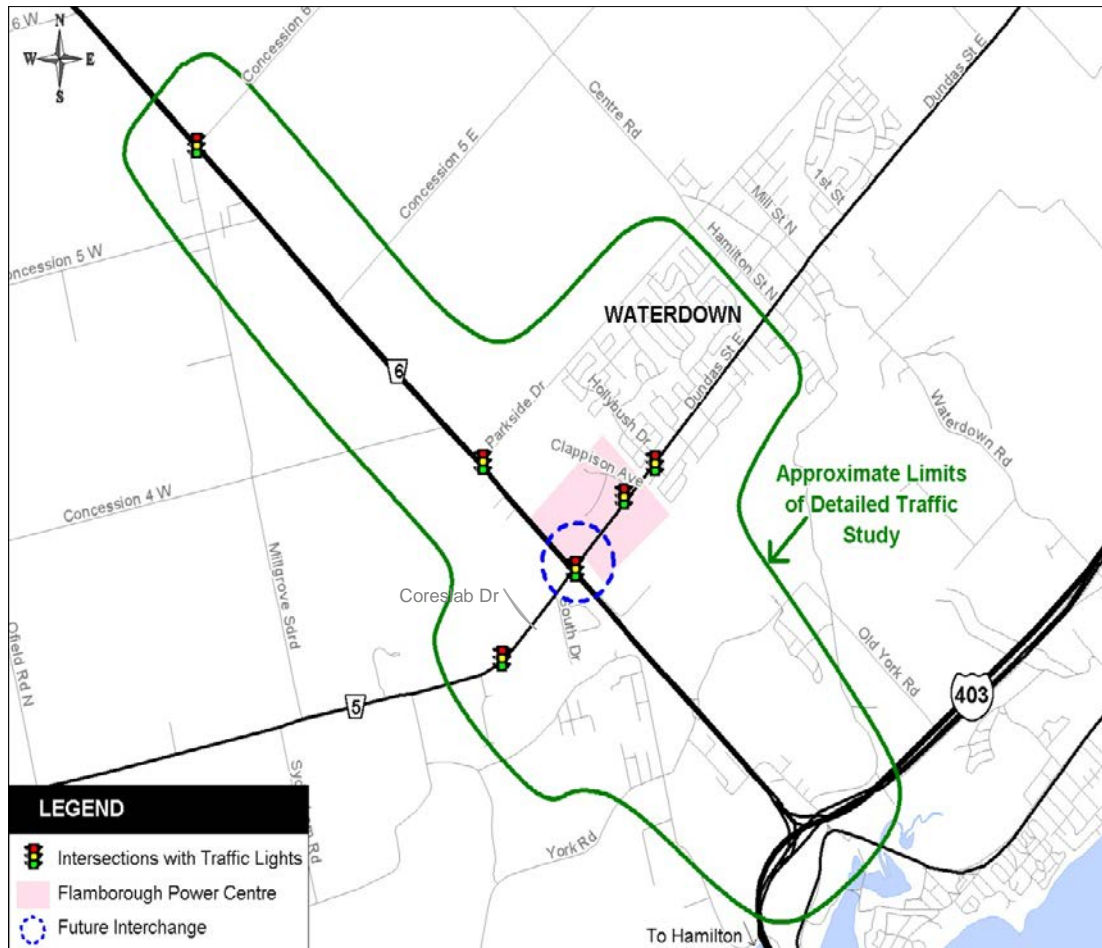 6 W
N
W E
S
Concession 6
Dundas St E
Centre Rd
Concession 5 E
1st St
Mill St N
Hamilton St N
oncession 5 W
WATERDOWN
Dundas St E
6
Parkside Dr
Hollybush Dr
Clappison Ave
Waterdown Rd
Approximate Limits
of Detailed Traffic
Study
Concession 4 W
Millgrove Sdrd
Coreslab Dr
South Dr
Old York Rd
403
Ofield Rd N
5
York Rd
To Hamilton
LEGEND
Intersections with Traffic Lights
Flamborough Power Centre
Future Interchange